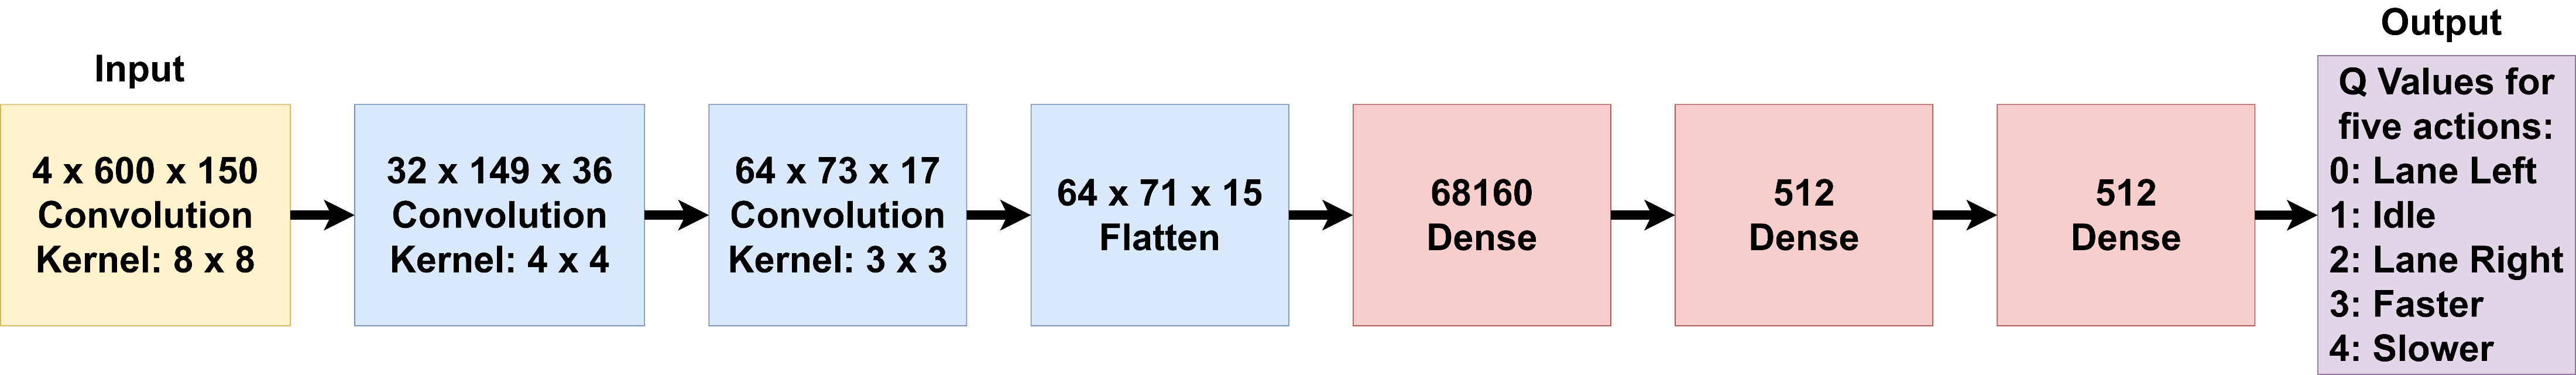 Input
4 x 600 x 150
Convolution
Kernel: 8 x 8
32 x 149 x 36
Convolution
Kernel: 4 x 4
64 x 73 x 17
Convolution
Kernel: 3 x 3
64 x 71 x 15
Flatten
68160
Dense
512
Dense
512
Dense
Output
Q Values for
five actions:
0: Lane Left
1: Idle
2: Lane Right
3: Faster
4: Slower